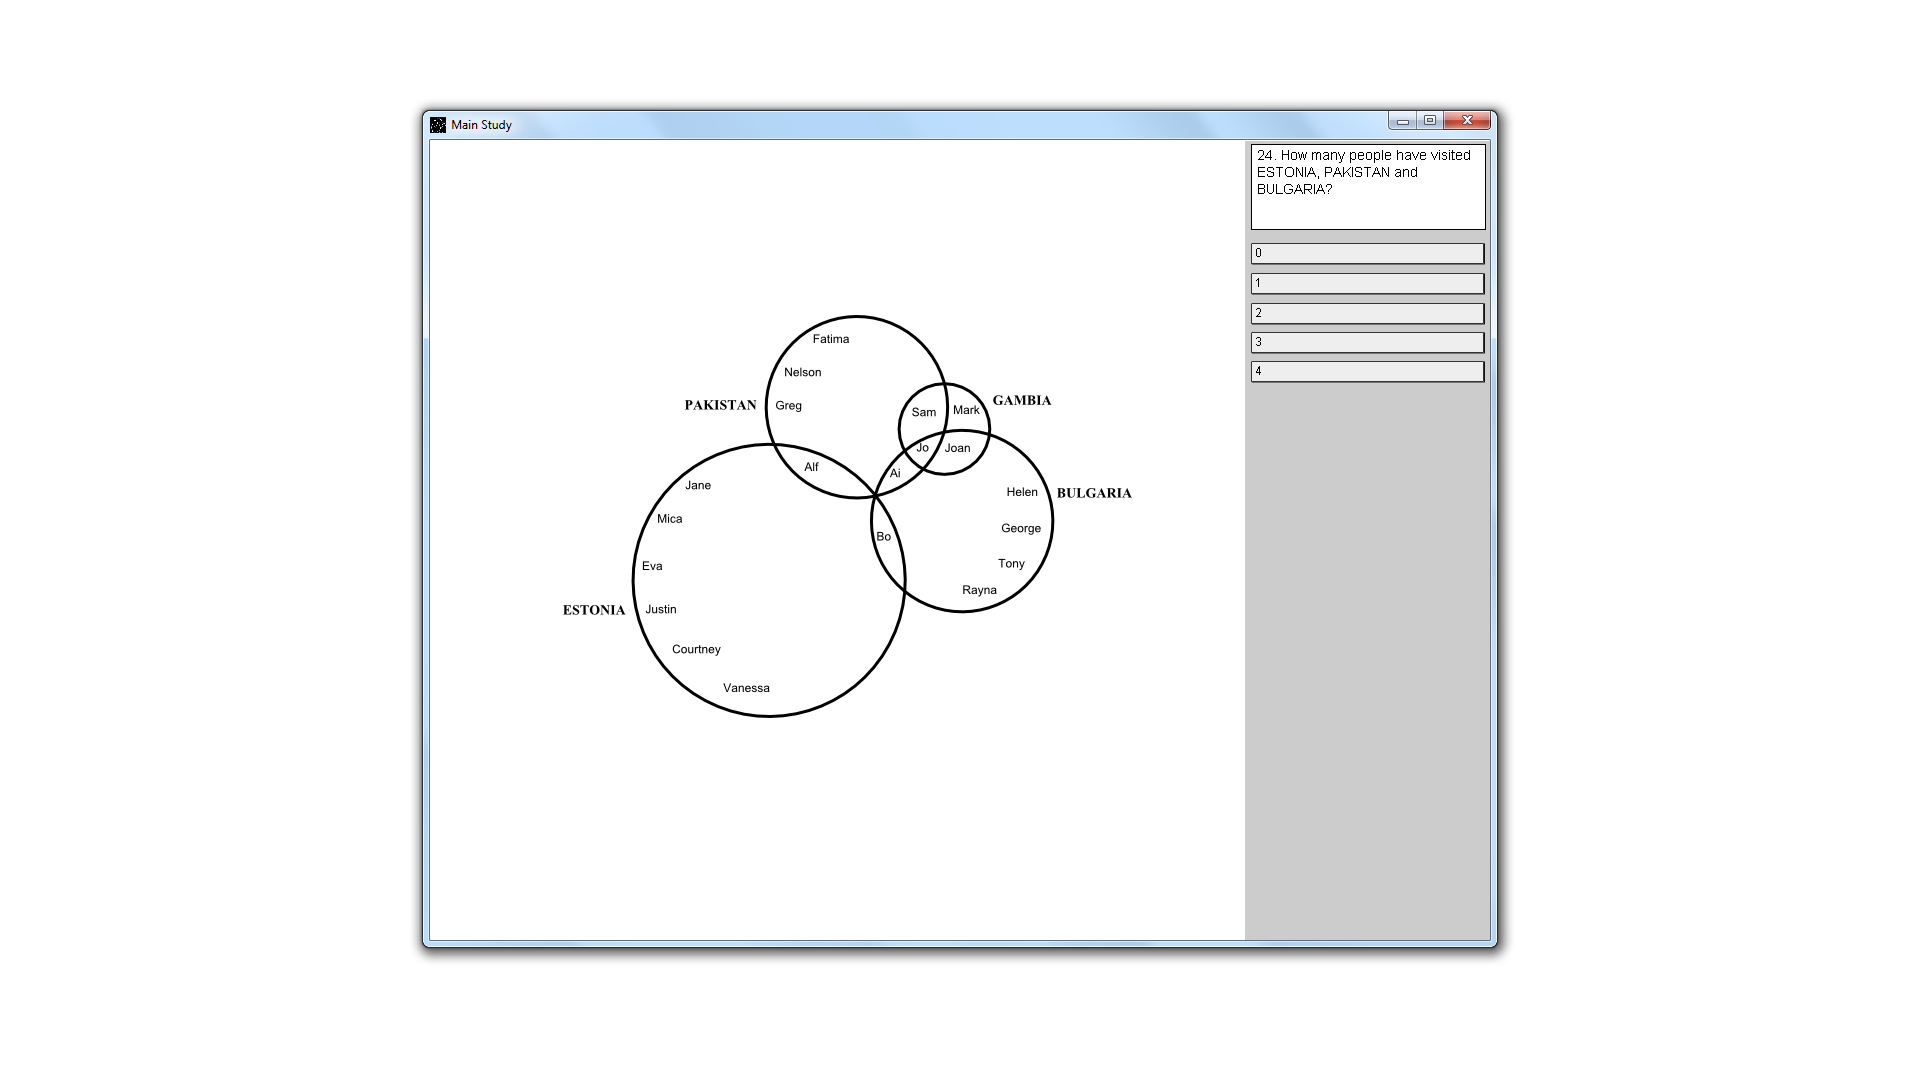 Main Study
24. How many people have visited
ESTONIA, PAKISTAN and
BULGARIA?
0
1
2
3
4
Fatima
Nelson
PAKISTAN
Greg
GAMBIA
Sam
Mark
Jo
Joan
Alf
Ai
Jane
Helen
BULGARIA
Mica
George
Bo
Eva
Tony
Rayna
ESTONIA
Justin
Courtney
Vanessa